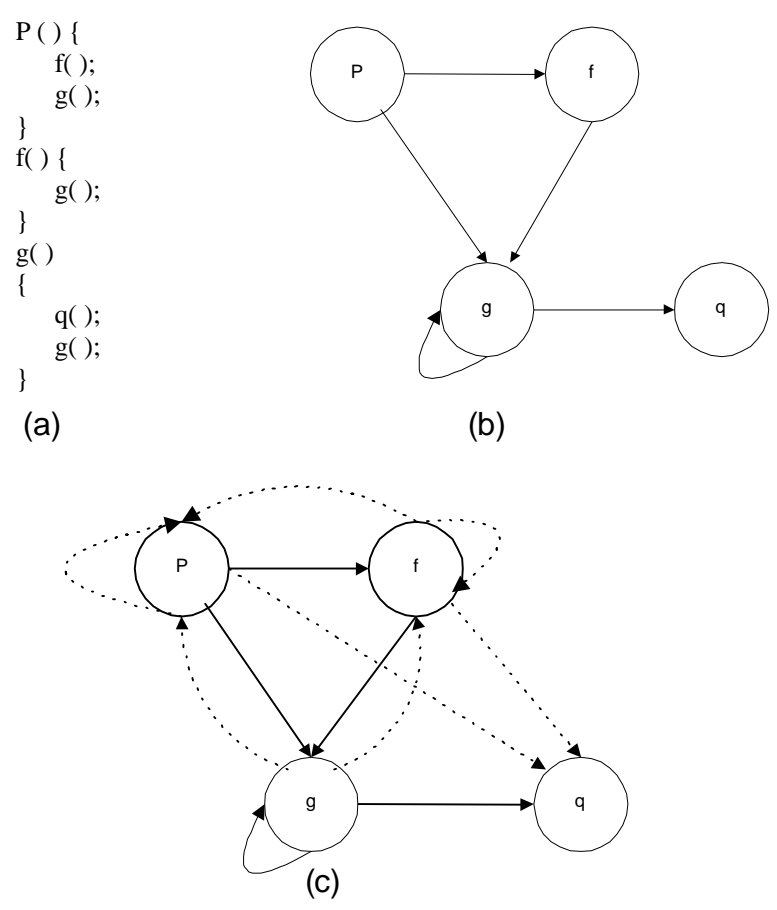 P ( ) {
f( );
g( );
}
f( ) {
g( );
}
g( )
{
q( );
g( );
}
(a)
P
f
g
q
(b)
P
f
g
q
(c)